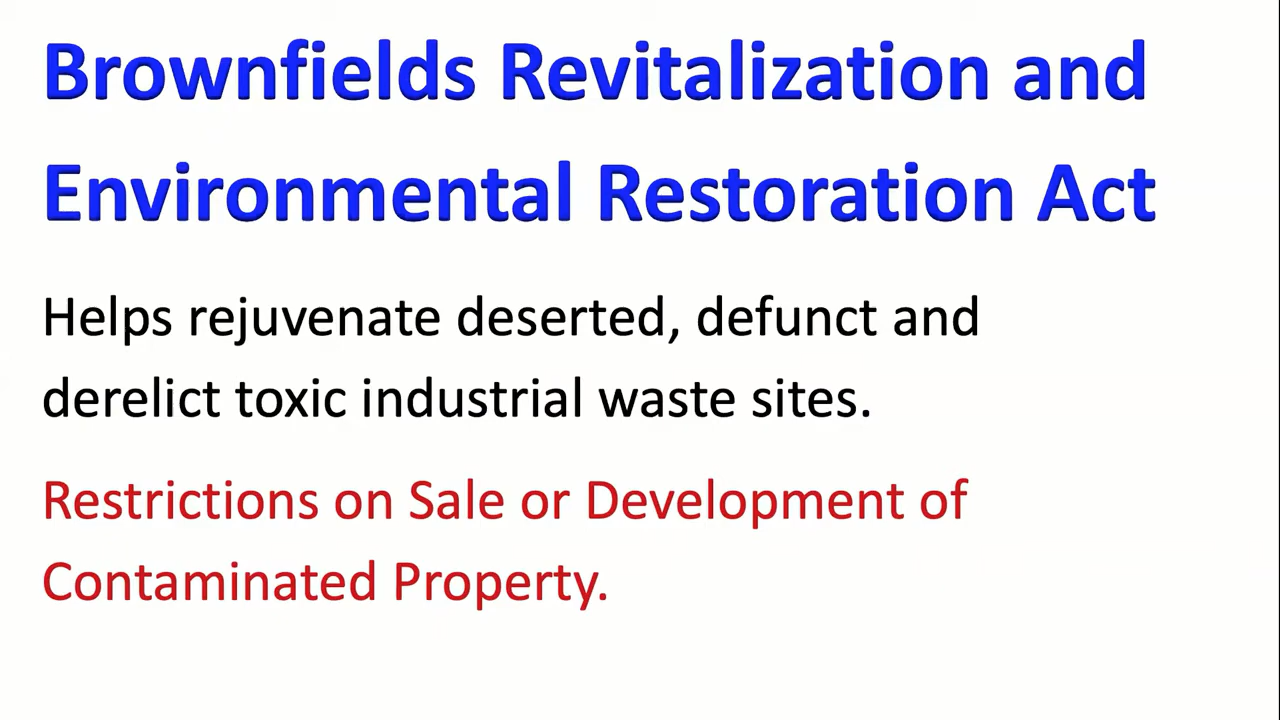 Brownfields Revitalization and
Environmental Restoration Act
Helps rejuvenate deserted, defunct and
derelict toxic industrial waste sites.
Restrictions on Sale or Development of
Contaminated Property.